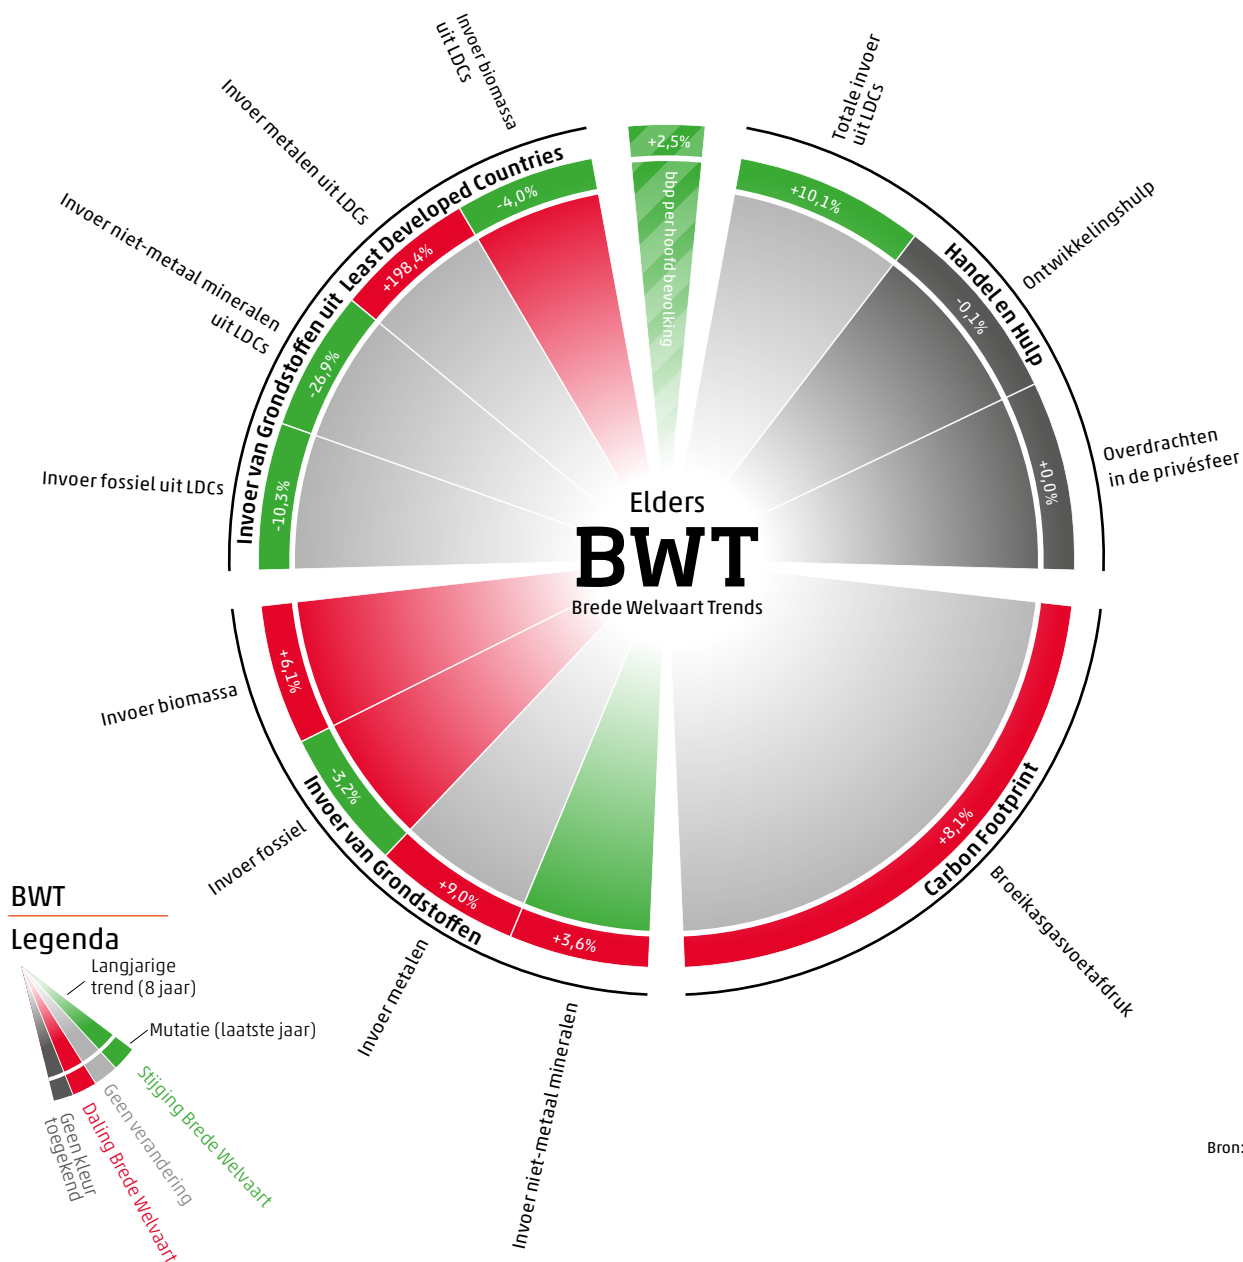 Invoer biomassa
uit LDCs
Invoer metalen uit LDCs
Invoer niet-metaal mineralen
uit LDCs
Invoer fossiel uit LDCs
Invoer van Grondstoffen uit Least Developed Countries
-4,0%
+198,4%
-26,9%
-10,3%
+2,5%
bbp per hoofd bevolking
Totale invoer
uit LDCs
Ontwikkelingshulp
Overdrachten
in de privésfeer
Handel en Hulp
+10,1%
-0,1%
+0,0%
Elders
BWT
Brede Welvaart Trends
Invoer biomassa
Invoer fossiel
Invoer metalen
Invoer niet-metaal mineralen
Invoer van Grondstoffen
+6,1%
-3,2%
+9,0%
+3,6%
+8,1%
Carbon Footprint
Broeikasgasvoetafdruk
BWT
Legenda
Langjarige
trend (8 jaar)
Mutatie (laatste jaar)
Stijging Brede Welvaart
Geen verandering
Daling Brede Welvaart
Geen kleur
toegekend
Bron: